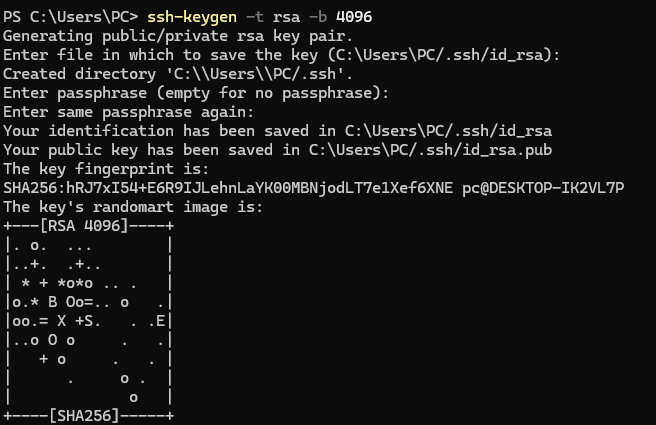 PS C:\Users\PC> ssh-keygen -t rsa -b 4096
Generating public/private rsa key pair.
Enter file in which to save the key (C:\Users\PC/.ssh/id_rsa):
Created directory 'C:\\Users\\PC/.ssh'.
Enter passphrase (empty for no passphrase):
Enter same passphrase again:
Your identification has been saved in C:\Users\PC/.ssh/id_rsa
Your public key has been saved in C:\Users\PC/.ssh/id_rsa.pub
The key fingerprint is:
SHA256:hRJ7xI54+E6R9IJLehnLaYK00MBNjodLT7e1Xef6XNE pc@DESKTOP-IK2VL7P
The key's randomart image is:
+---[RSA 4096]----+
|. o.  ...        |
|..+.  .+..       |
| * + *o*o .. .   |
|o.* B Oo=.. o   .|
|oo.= X +S.   . .E|
|..o O o     .   .|
|   + o     .   . |
|      .     o .  |
|             o   |
+----[SHA256]-----+